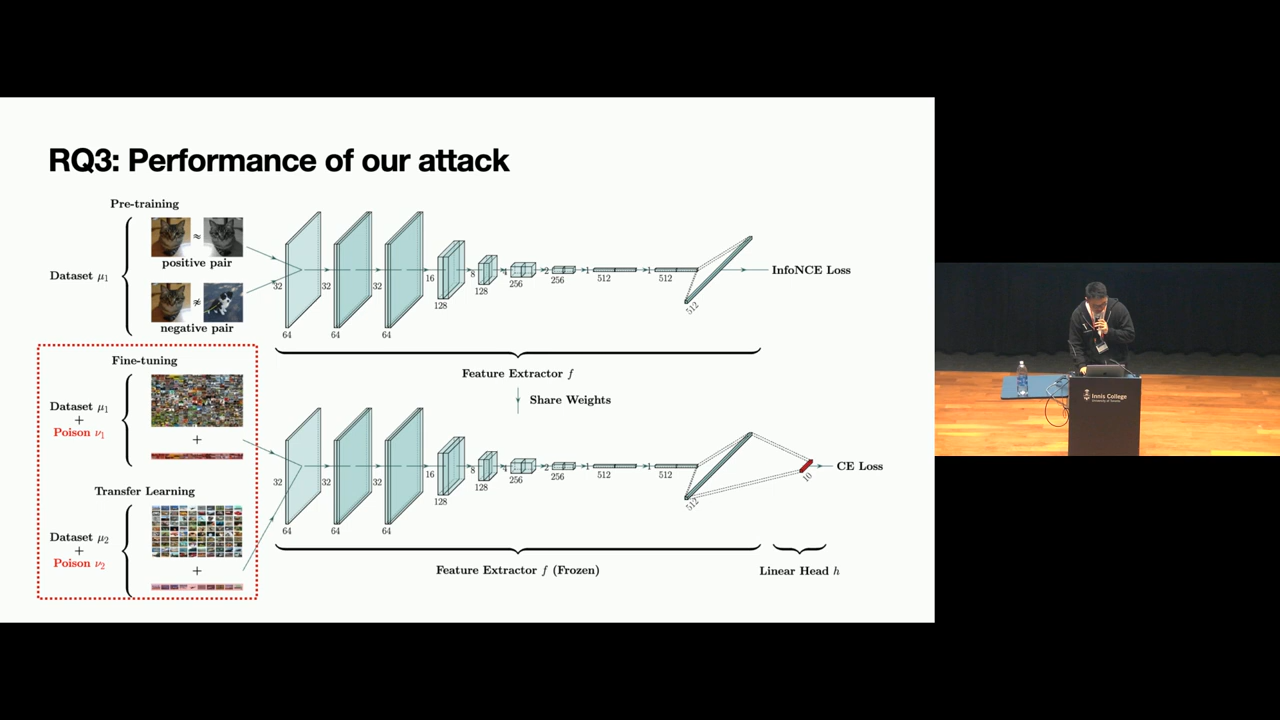 RQ3: Performance of our attack
Pre-training
Dataset μ₁
≈
positive pair
≉
negative pair
32
64
32
64
32
64
16
128
8
128
4
256
2
256
1
512
1
512
512
InfoNCE Loss
Feature Extractor f
Share Weights
Fine-tuning
Dataset μ₁
+
Poison ν₁
+
Transfer Learning
Dataset μ₂
+
Poison ν₂
+
32
64
32
64
32
64
16
128
8
128
4
256
2
256
1
512
1
512
512
10
CE Loss
Feature Extractor f (Frozen)
Linear Head h
Innis College
University of Toronto